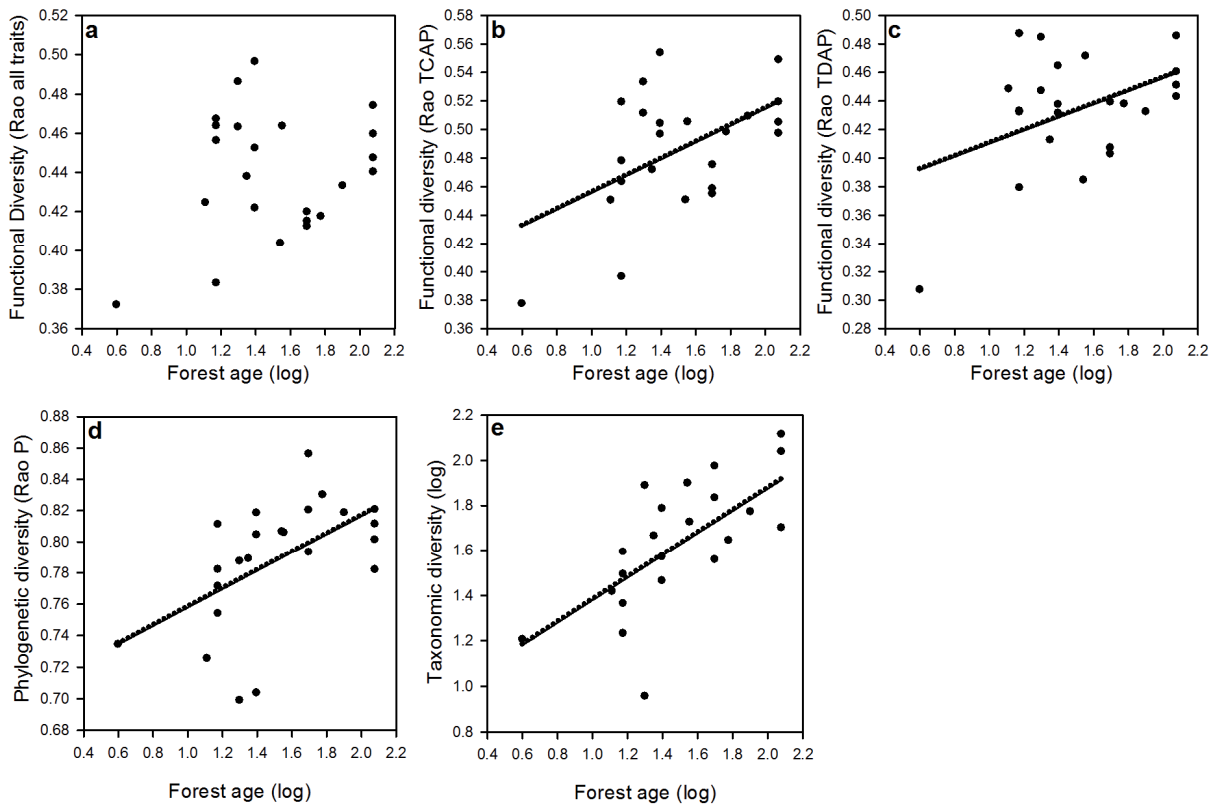 a
Functional Diversity (Rao all traits)
0.52
0.50
0.48
0.46
0.44
0.42
0.40
0.38
0.36
0.4 0.6 0.8 1.0 1.2 1.4 1.6 1.8 2.0 2.2
Forest age (log)
b
Functional diversity (Rao TCAP)
0.56
0.54
0.52
0.50
0.48
0.46
0.44
0.42
0.40
0.38
0.36
0.4 0.6 0.8 1.0 1.2 1.4 1.6 1.8 2.0 2.2
Forest age (log)
c
Functional diversity (Rao TDAP)
0.50
0.48
0.46
0.44
0.42
0.40
0.38
0.36
0.34
0.32
0.30
0.28
0.4 0.6 0.8 1.0 1.2 1.4 1.6 1.8 2.0 2.2
Forest age (log)
d
Phylogenetic diversity (Rao P)
0.88
0.86
0.84
0.82
0.80
0.78
0.76
0.74
0.72
0.70
0.68
0.4 0.6 0.8 1.0 1.2 1.4 1.6 1.8 2.0 2.2
Forest age (log)
e
Taxonomic diversity (log)
2.2
2.0
1.8
1.6
1.4
1.2
1.0
0.8
0.4 0.6 0.8 1.0 1.2 1.4 1.6 1.8 2.0 2.2
Forest age (log)